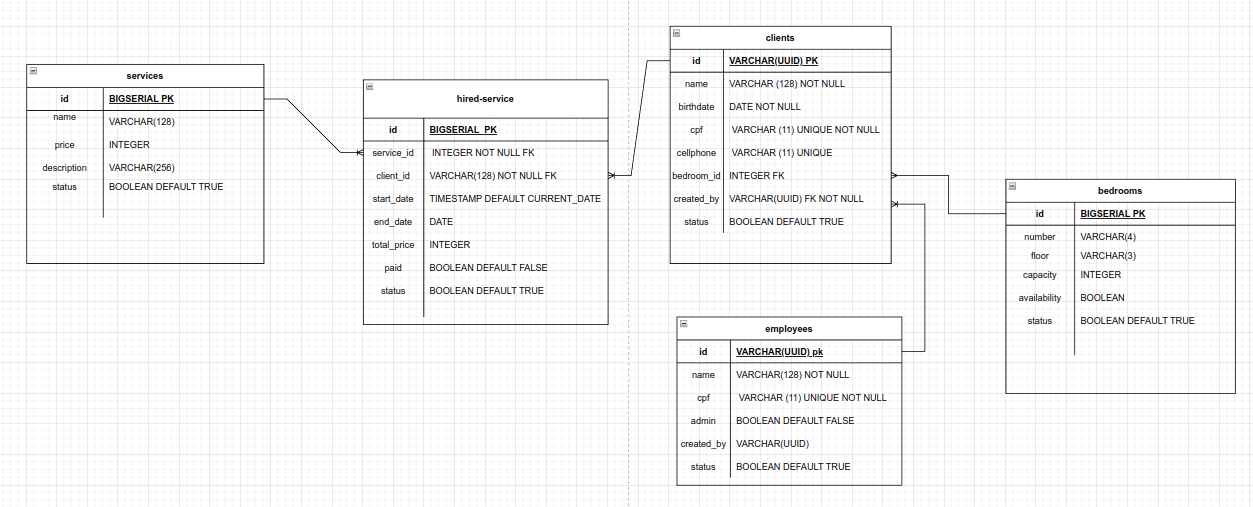 services
id BIGSERIAL PK
name VARCHAR(128)
price INTEGER
description VARCHAR(256)
status BOOLEAN DEFAULT TRUE
hired-service
id BIGSERIAL PK
service_id INTEGER NOT NULL FK
client_id VARCHAR(128) NOT NULL FK
start_date TIMESTAMP DEFAULT CURRENT_DATE
end_date DATE
total_price INTEGER
paid BOOLEAN DEFAULT FALSE
status BOOLEAN DEFAULT TRUE
clients
id VARCHAR(UUID) PK
name VARCHAR (128) NOT NULL
birthdate DATE NOT NULL
cpf VARCHAR (11) UNIQUE NOT NULL
cellphone VARCHAR (11) UNIQUE
bedroom_id INTEGER FK
created_by VARCHAR(UUID) FK NOT NULL
status BOOLEAN DEFAULT TRUE
employees
id VARCHAR(UUID) pk
name VARCHAR(128) NOT NULL
cpf VARCHAR (11) UNIQUE NOT NULL
admin BOOLEAN DEFAULT FALSE
created_by VARCHAR(UUID)
status BOOLEAN DEFAULT TRUE
bedrooms
id BIGSERIAL PK
number VARCHAR(4)
floor VARCHAR(3)
capacity INTEGER
availability BOOLEAN
status BOOLEAN DEFAULT TRUE